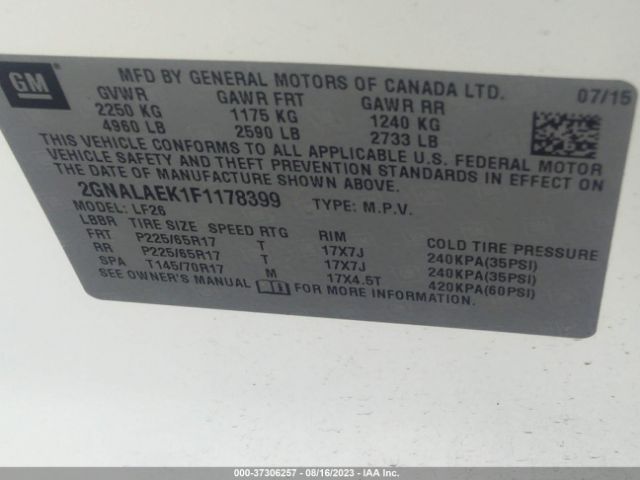 GM
MFD BY GENERAL MOTORS OF CANADA LTD. 07/15
GVWR GAWR FRT GAWR RR
2250 KG 1175 KG 1240 KG
4960 LB 2590 LB 2733 LB
THIS VEHICLE CONFORMS TO ALL APPLICABLE U.S. FEDERAL MOTOR
VEHICLE SAFETY AND THEFT PREVENTION STANDARDS IN EFFECT ON
THE DATE OF MANUFACTURE SHOWN ABOVE.
2GNALAEK1F1178399 TYPE: M.P.V.
MODEL: LF26
LBBR TIRE SIZE SPEED RTG RIM COLD TIRE PRESSURE
FRT P225/65R17 T 17X7J 240KPA(35PSI)
RR P225/65R17 T 17X7J 240KPA(35PSI)
SPA T145/70R17 M 17X4.5T 420KPA(60PSI)
SEE OWNER'S MANUAL FOR MORE INFORMATION.
000-37306257 - 08/16/2023 - IAAI.COM